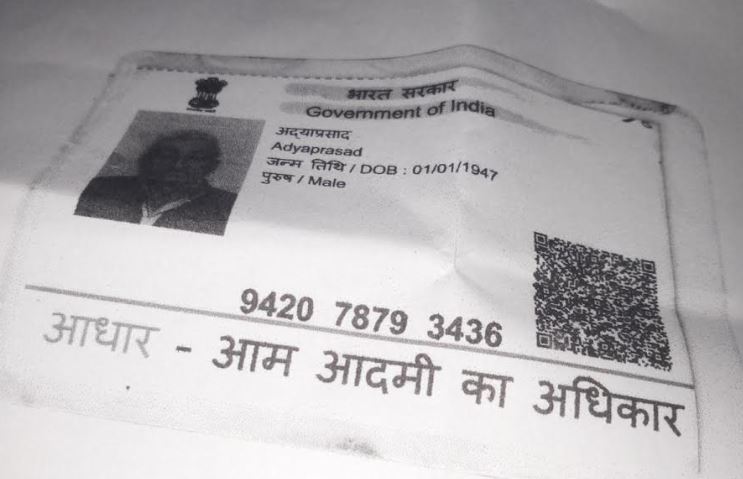 भारत सरकार
Government of India
अद्याप्रसाद
Adyaprasad
जन्म तिथि / DOB : 01/01/1947
पुरुष / Male
9420 7879 3436
आधार - आम आदमी का अधिकार